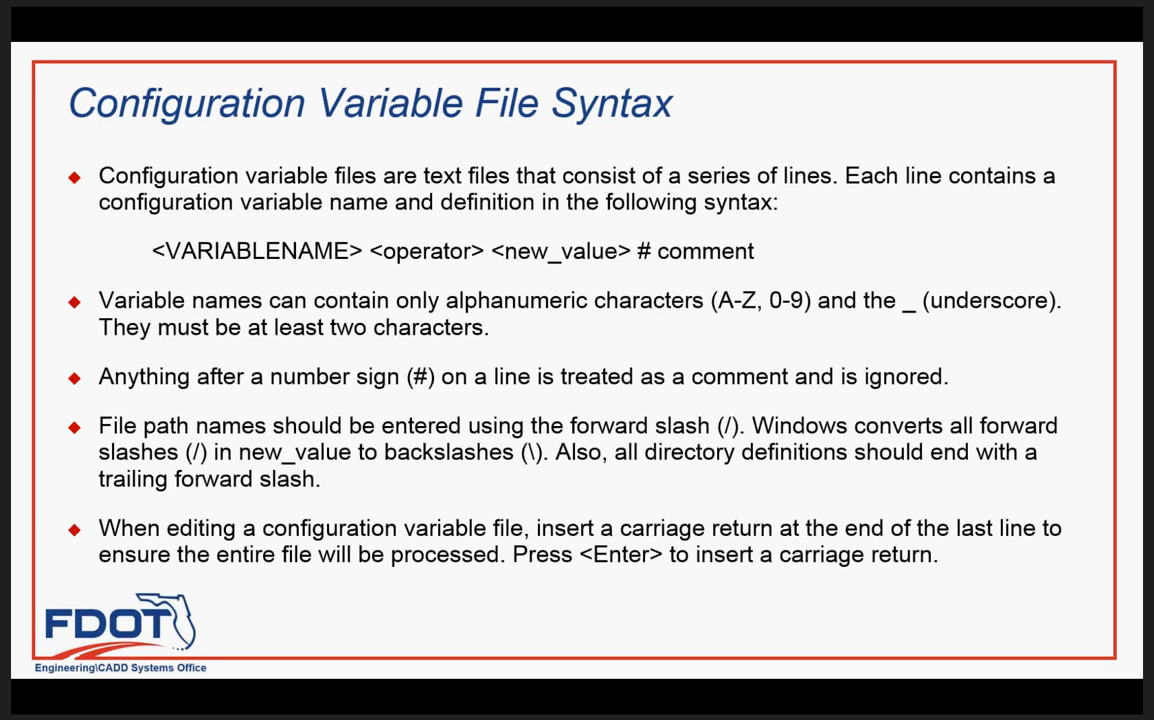 Configuration Variable File Syntax
Configuration variable files are text files that consist of a series of lines. Each line contains a
configuration variable name and definition in the following syntax:
<VARIABLENAME> <operator> <new_value> # comment
Variable names can contain only alphanumeric characters (A-Z, 0-9) and the _ (underscore).
They must be at least two characters.
Anything after a number sign (#) on a line is treated as a comment and is ignored.
File path names should be entered using the forward slash (/). Windows converts all forward
slashes (/) in new_value to backslashes (\). Also, all directory definitions should end with a
trailing forward slash.
When editing a configuration variable file, insert a carriage return at the end of the last line to
ensure the entire file will be processed. Press <Enter> to insert a carriage return.
FDOT
Engineering\CADD Systems Office